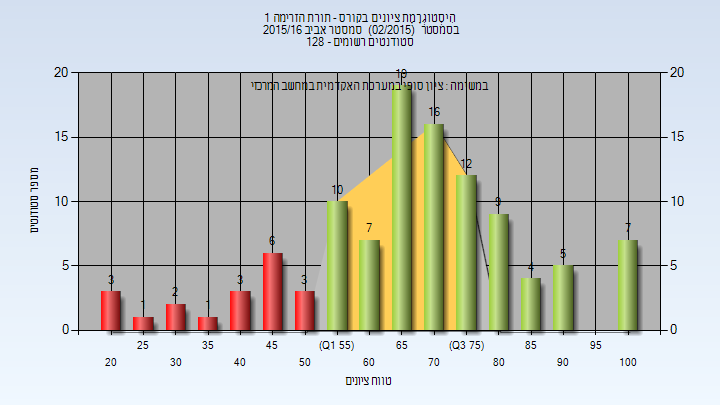 היסטוגרמת ציונים בקורס - תורת הזרימה 1
בסמסטר (02/2015) סמסטר אביב 2015/16
סטודנטים רשומים - 128
במשימה : ציון סופי במערכת האקדמית במחשב המרכזי
20 20
15 15
10 10
5 5
0 0
מספר סטודנטים
3 1 2 1 3 6 3 10 7 19 16 12 9 4 5 7
25 35 45 (Q1 55) 65 (Q3 75) 85 95
20 30 40 50 60 70 80 90 100
טווח ציונים